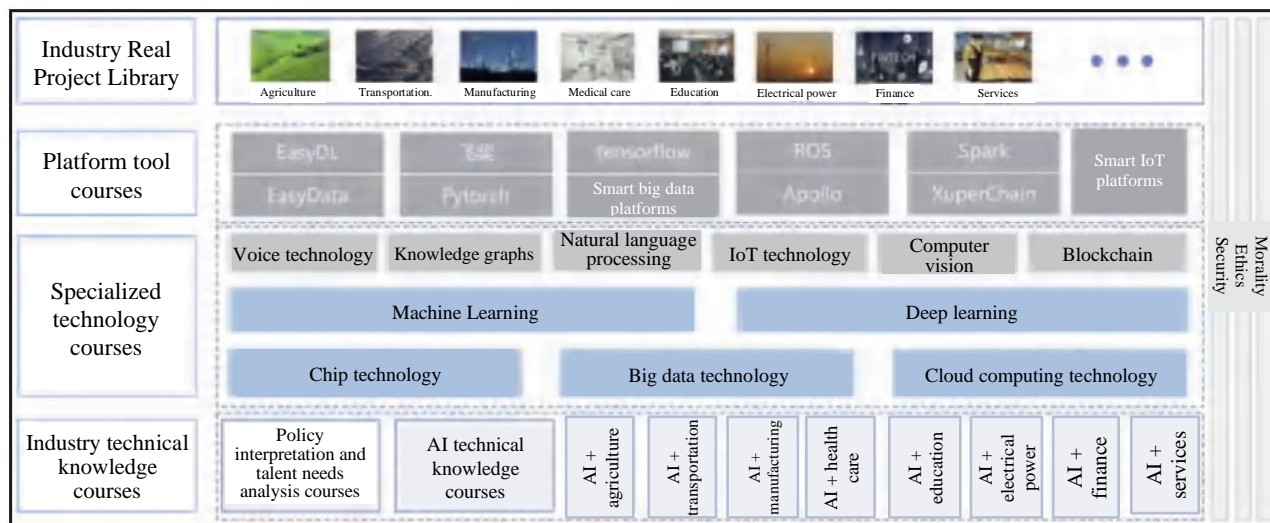 Industry Real
Project Library
Agriculture
Transportation.
Manufacturing
Medical care
Education
Electrical power
FINTECH
Finance
Services
Platform tool
courses
EasyDL
飞桨
tensorflow
ROS
Spark
Smart IoT
platforms
EasyData
Pytorch
Smart big data
platforms
Apollo
XuperChain
Specialized
technology
courses
Voice technology
Knowledge graphs
Natural language
processing
IoT technology
Computer
vision
Blockchain
Machine Learning
Deep learning
Chip technology
Big data technology
Cloud computing technology
Industry technical
knowledge
courses
Policy
interpretation and
talent needs
analysis courses
AI technical
knowledge
courses
AI +
agriculture
AI +
transportation
AI +
manufacturing
AI + health
care
AI +
education
AI +
electrical
power
AI +
finance
AI +
services
Morality
Ethics
Security